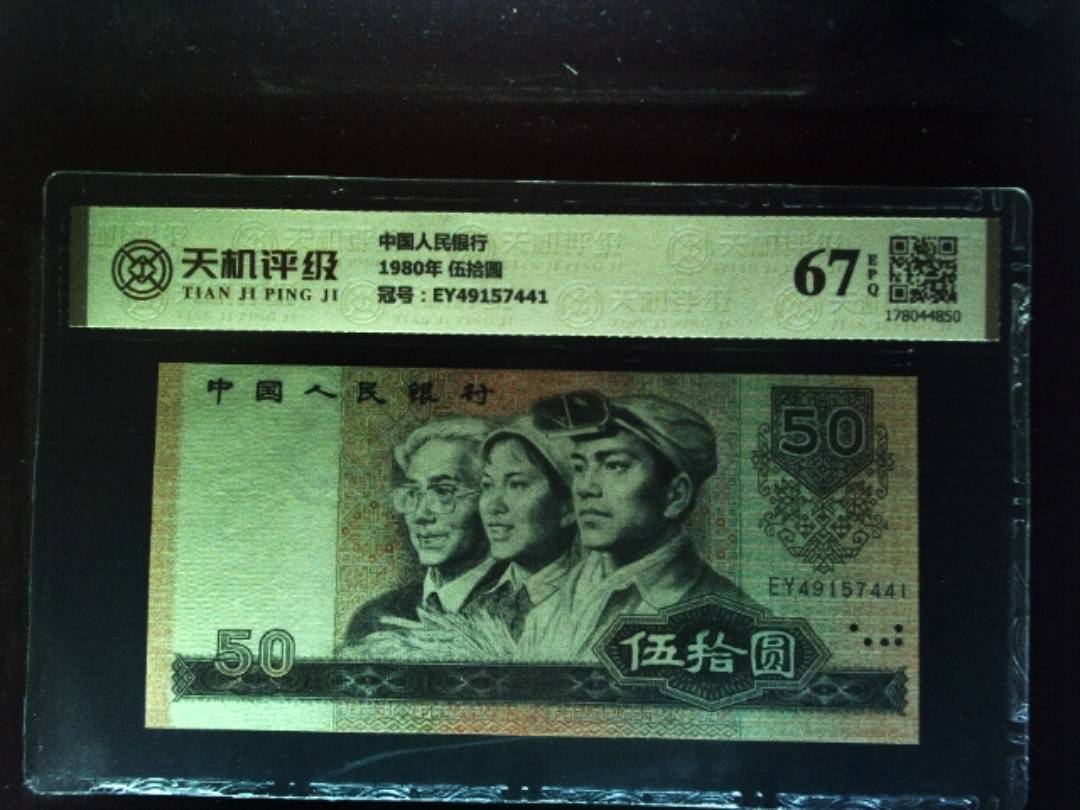 天机评级
TIAN JI PING JI
中国人民银行
1980年 伍拾圆
冠号：EY49157441
67
EPQ
178044850
中国人民银行
50
EY49157441
50
伍拾圆